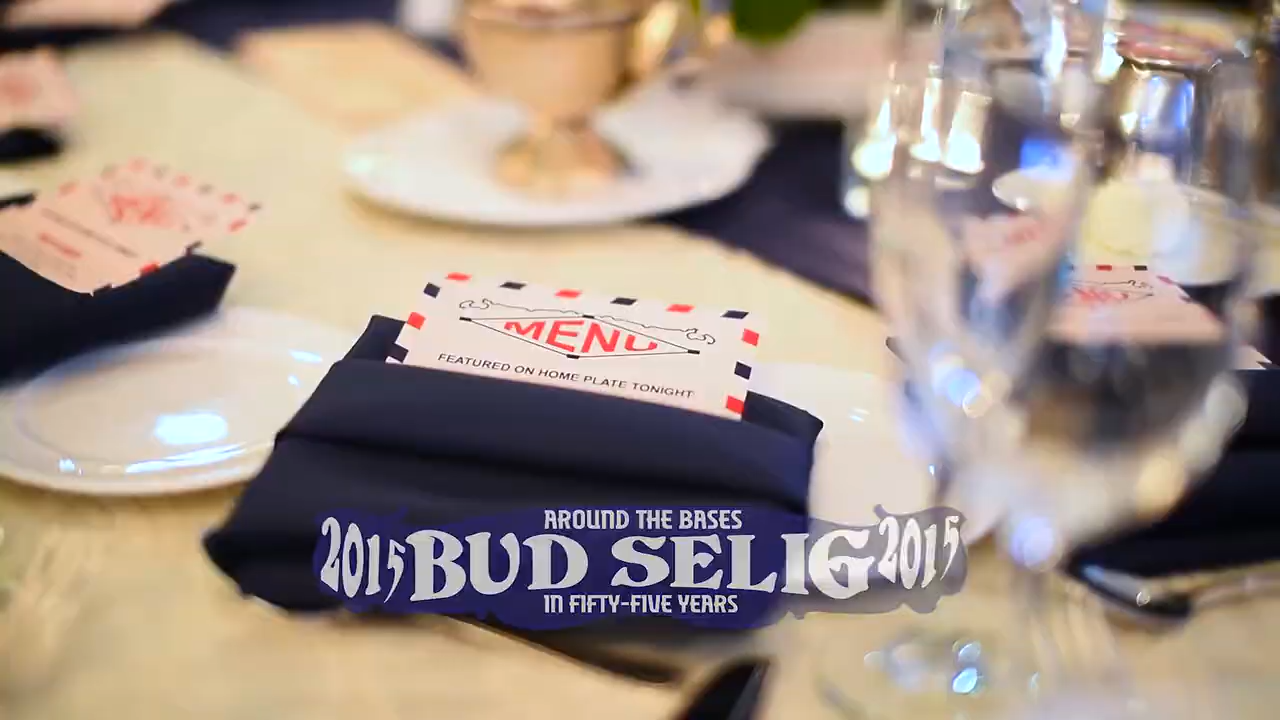 MENU
FEATURED ON HOME PLATE TONIGHT
AROUND THE BASES
2015 BUD SELIG 2015
IN FIFTY-FIVE YEARS